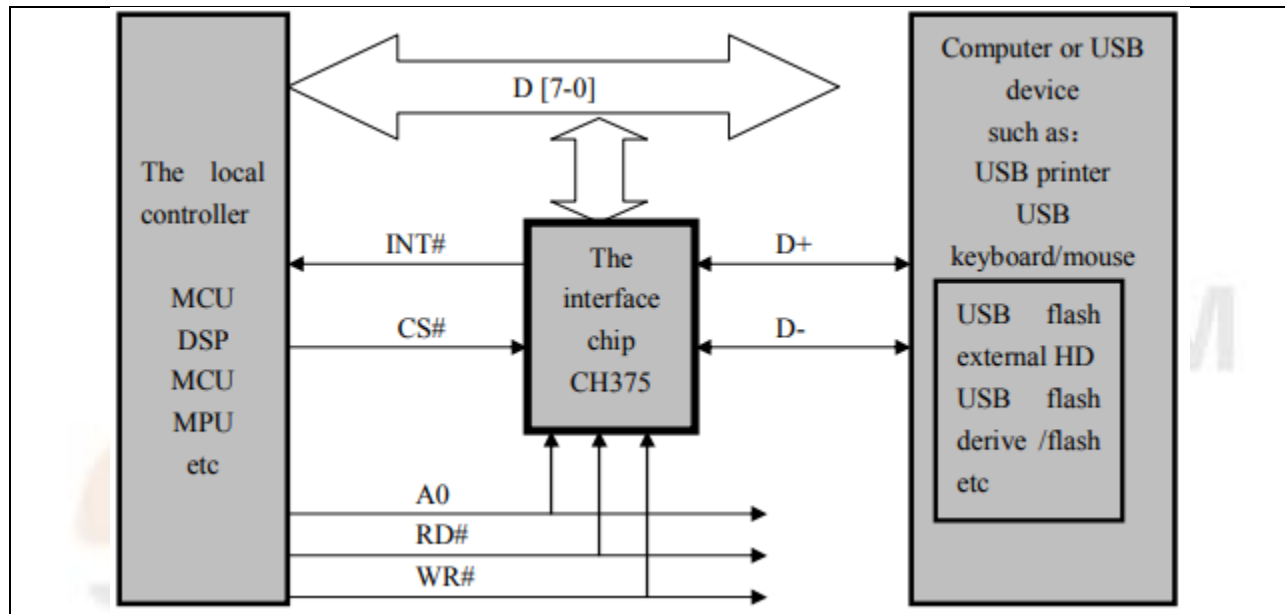 D [7-0]
The local
controller
MCU
DSP
MCU
MPU
etc
INT#
CS#
A0
RD#
WR#
The
interface
chip
CH375
D+
D-
Computer or USB
device
such as：
USB printer
USB
keyboard/mouse
USB flash
external HD
USB flash
derive /flash
etc